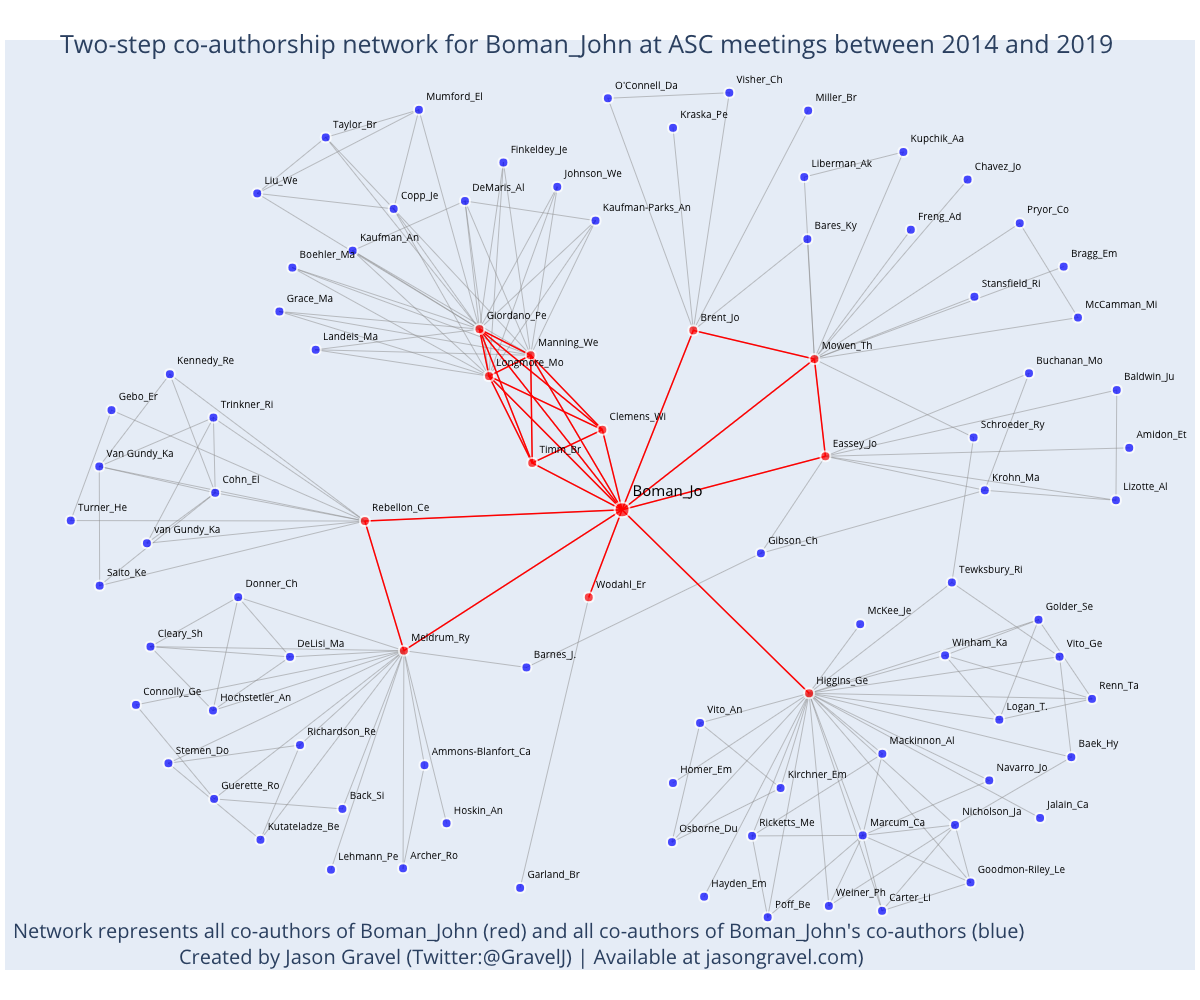 Two-step co-authorship network for Boman_John at ASC meetings between 2014 and 2019
Visher_Ch
O'Connell_Da
Mumford_El
Miller_Br
Kraska_Pe
Taylor_Br
Kupchik_Aa
Finkeldey_Je
Liberman_Ak
Chavez_Jo
Johnson_We
Liu_We
DeMaris_Al
Copp_Je
Kaufman-Parks_An
Pryor_Co
Freng_Ad
Bares_Ky
Kaufman_An
Boehler_Ma
Bragg_Em
Stansfield_Ri
Grace_Ma
McCamman_Mi
Giordano_Pe
Brent_Jo
Landeis_Ma
Manning_We
Mowen_Th
Kennedy_Re
Longmore_Mo
Buchanan_Mo
Baldwin_Ju
Gebo_Er
Trinkner_Ri
Clemens_Wi
Schroeder_Ry
Amidon_Et
Eassey_Jo
Timm_Br
Van Gundy_Ka
Cohn_El
Krohn_Ma
Lizotte_Al
Boman_Jo
Turner_He
Rebellon_Ce
van Gundy_Ka
Gibson_Ch
Tewksbury_Ri
Saito_Ke
Donner_Ch
Wodahl_Er
McKee_Je
Golder_Se
Cleary_Sh
Meldrum_Ry
DeLisi_Ma
Winham_Ka
Vito_Ge
Barnes_J.
Higgins_Ge
Renn_Ta
Connolly_Ge
Hochstetler_An
Logan_T.
Vito_An
Richardson_Re
Mackinnon_Al
Baek_Hy
Stemen_Do
Ammons-Blanfort_Ca
Homer_Em
Navarro_Jo
Kirchner_Em
Guerette_Ro
Back_Si
Jalain_Ca
Hoskin_An
Nicholson_Ja
Kutateladze_Be
Osborne_Du
Ricketts_Me
Marcum_Ca
Lehmann_Pe
Archer_Ro
Goodmon-Riley_Le
Garland_Br
Hayden_Em
Weiner_Ph
Carter_Li
Poff_Be
Network represents all co-authors of Boman_John (red) and all co-authors of Boman_John's co-authors (blue)
Created by Jason Gravel (Twitter:@GravelJ) | Available at jasongravel.com)